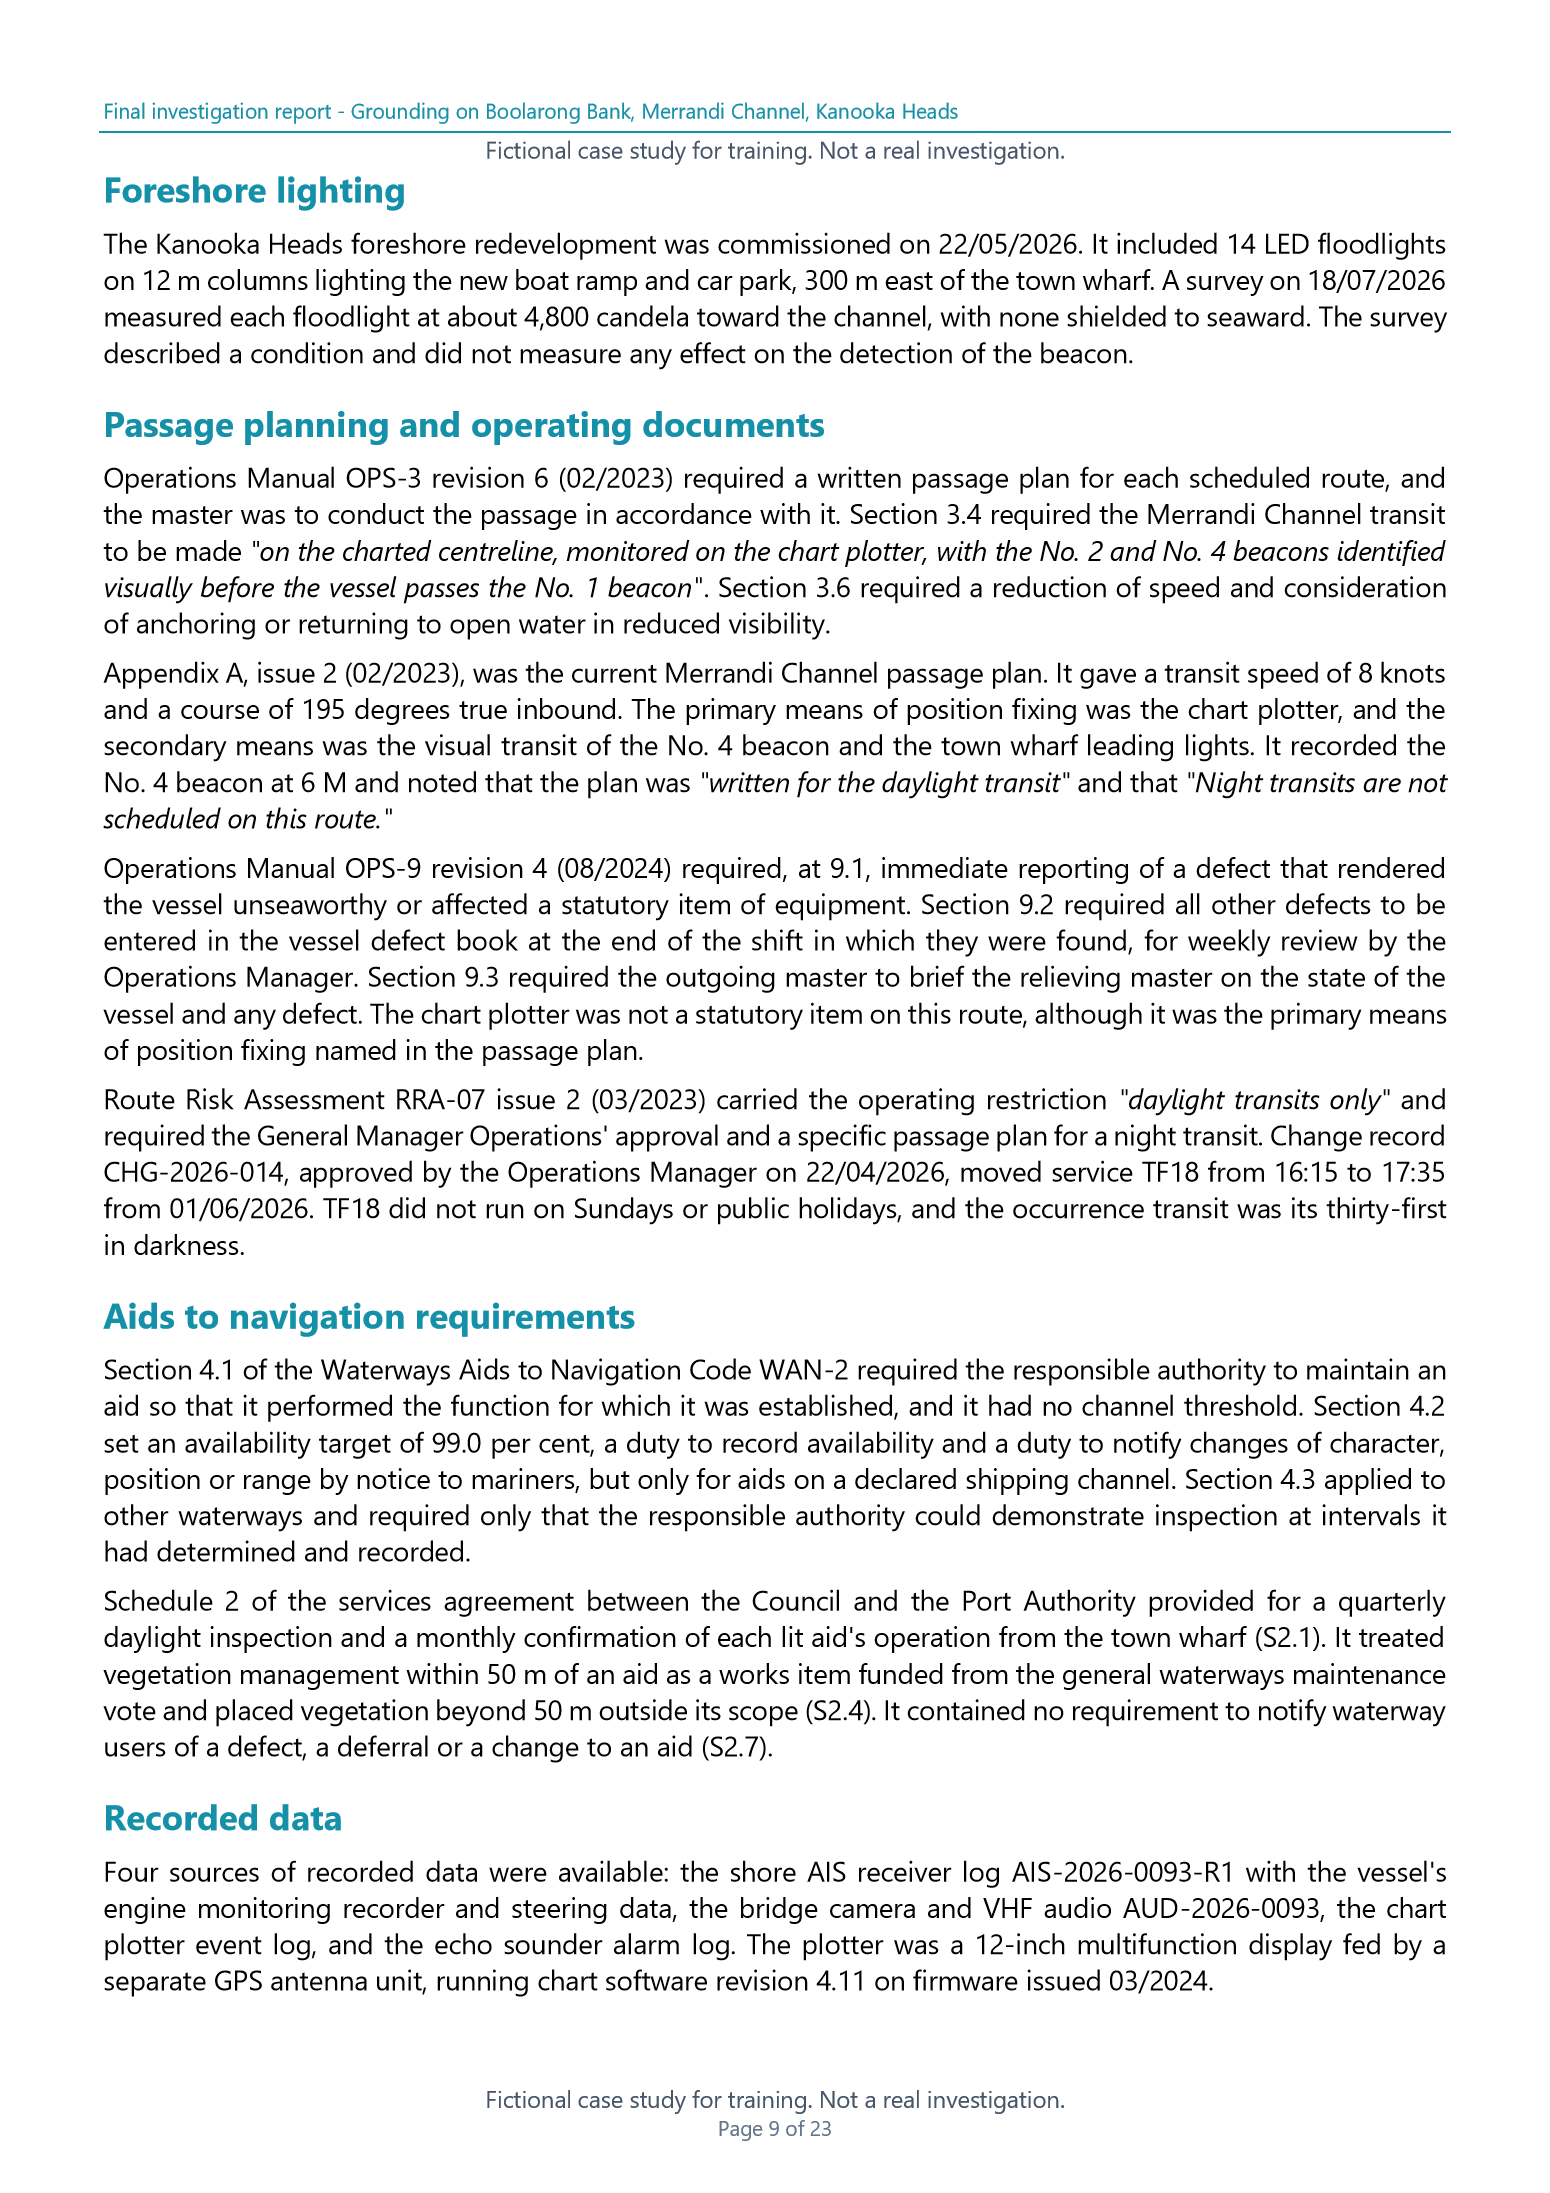 Final investigation report - Grounding on Boolarong Bank, Merrandi Channel, Kanooka Heads
Fictional case study for training. Not a real investigation.
Foreshore lighting
The Kanooka Heads foreshore redevelopment was commissioned on 22/05/2026. It included 14 LED floodlights
on 12 m columns lighting the new boat ramp and car park, 300 m east of the town wharf. A survey on 18/07/2026
measured each floodlight at about 4,800 candela toward the channel, with none shielded to seaward. The survey
described a condition and did not measure any effect on the detection of the beacon.
Passage planning and operating documents
Operations Manual OPS-3 revision 6 (02/2023) required a written passage plan for each scheduled route, and
the master was to conduct the passage in accordance with it. Section 3.4 required the Merrandi Channel transit
to be made "on the charted centreline, monitored on the chart plotter, with the No. 2 and No. 4 beacons identified
visually before the vessel passes the No. 1 beacon". Section 3.6 required a reduction of speed and consideration
of anchoring or returning to open water in reduced visibility.
Appendix A, issue 2 (02/2023), was the current Merrandi Channel passage plan. It gave a transit speed of 8 knots
and a course of 195 degrees true inbound. The primary means of position fixing was the chart plotter, and the
secondary means was the visual transit of the No. 4 beacon and the town wharf leading lights. It recorded the
No. 4 beacon at 6 M and noted that the plan was "written for the daylight transit" and that "Night transits are not
scheduled on this route."
Operations Manual OPS-9 revision 4 (08/2024) required, at 9.1, immediate reporting of a defect that rendered
the vessel unseaworthy or affected a statutory item of equipment. Section 9.2 required all other defects to be
entered in the vessel defect book at the end of the shift in which they were found, for weekly review by the
Operations Manager. Section 9.3 required the outgoing master to brief the relieving master on the state of the
vessel and any defect. The chart plotter was not a statutory item on this route, although it was the primary means
of position fixing named in the passage plan.
Route Risk Assessment RRA-07 issue 2 (03/2023) carried the operating restriction "daylight transits only" and
required the General Manager Operations' approval and a specific passage plan for a night transit. Change record
CHG-2026-014, approved by the Operations Manager on 22/04/2026, moved service TF18 from 16:15 to 17:35
from 01/06/2026. TF18 did not run on Sundays or public holidays, and the occurrence transit was its thirty-first
in darkness.
Aids to navigation requirements
Section 4.1 of the Waterways Aids to Navigation Code WAN-2 required the responsible authority to maintain an
aid so that it performed the function for which it was established, and it had no channel threshold. Section 4.2
set an availability target of 99.0 per cent, a duty to record availability and a duty to notify changes of character,
position or range by notice to mariners, but only for aids on a declared shipping channel. Section 4.3 applied to
other waterways and required only that the responsible authority could demonstrate inspection at intervals it
had determined and recorded.
Schedule 2 of the services agreement between the Council and the Port Authority provided for a quarterly
daylight inspection and a monthly confirmation of each lit aid's operation from the town wharf (S2.1). It treated
vegetation management within 50 m of an aid as a works item funded from the general waterways maintenance
vote and placed vegetation beyond 50 m outside its scope (S2.4). It contained no requirement to notify waterway
users of a defect, a deferral or a change to an aid (S2.7).
Recorded data
Four sources of recorded data were available: the shore AIS receiver log AIS-2026-0093-R1 with the vessel's
engine monitoring recorder and steering data, the bridge camera and VHF audio AUD-2026-0093, the chart
plotter event log, and the echo sounder alarm log. The plotter was a 12-inch multifunction display fed by a
separate GPS antenna unit, running chart software revision 4.11 on firmware issued 03/2024.
Fictional case study for training. Not a real investigation.
Page 9 of 23